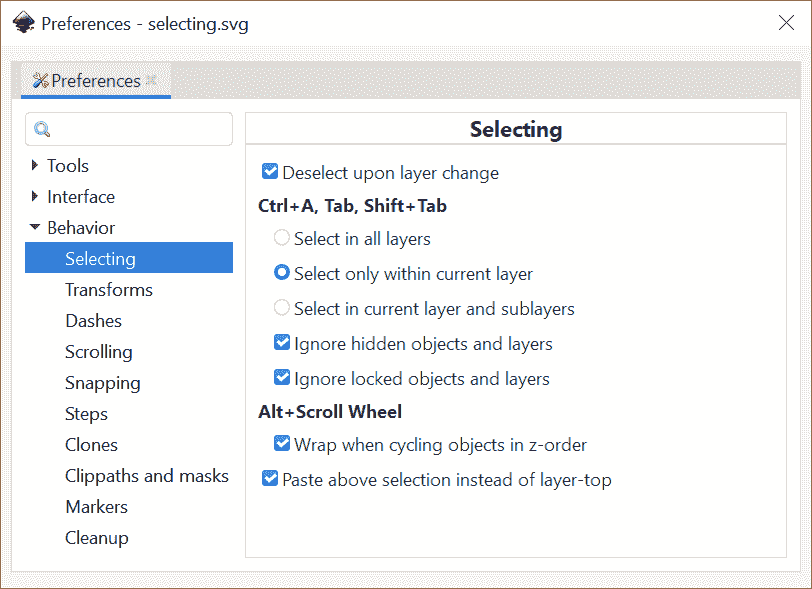 Preferences - selecting.svg
Preferences
Tools
Interface
Behavior
Selecting
Transforms
Dashes
Scrolling
Snapping
Steps
Clones
Clippaths and masks
Markers
Cleanup
Selecting
Deselect upon layer change
Ctrl+A, Tab, Shift+Tab
Select in all layers
Select only within current layer
Select in current layer and sublayers
Ignore hidden objects and layers
Ignore locked objects and layers
Alt+Scroll Wheel
Wrap when cycling objects in z-order
Paste above selection instead of layer-top